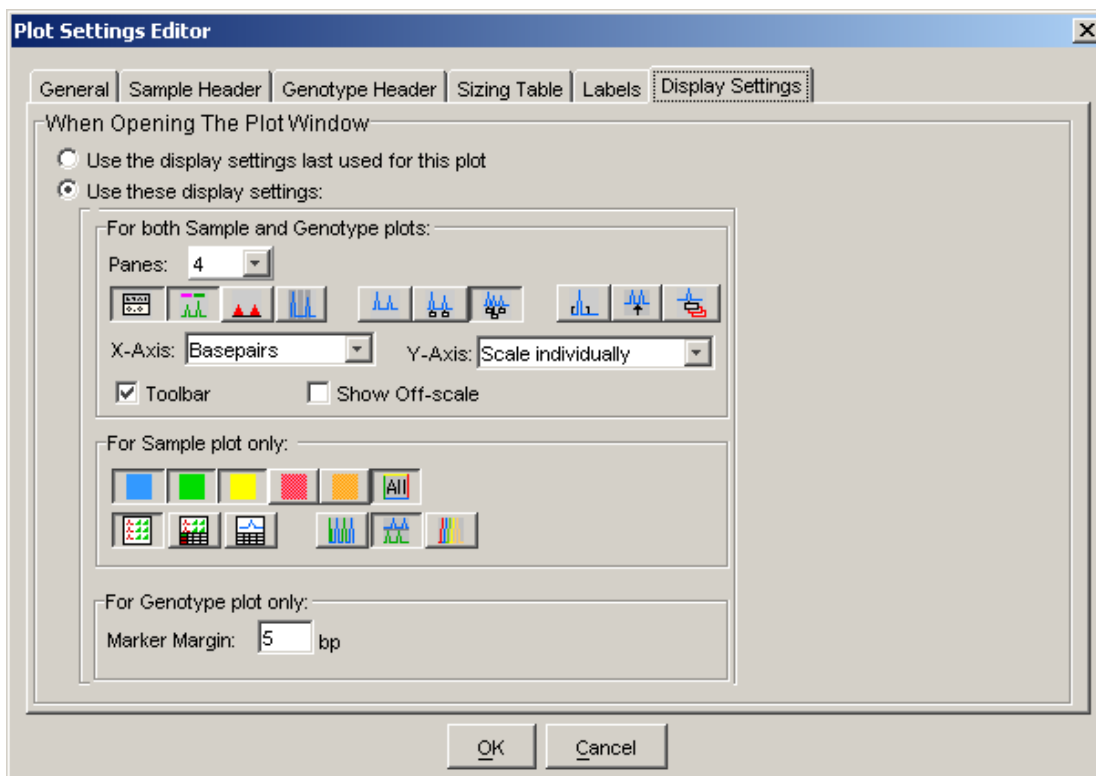 Plot Settings Editor
General Sample Header Genotype Header Sizing Table Labels Display Settings
When Opening The Plot Window
Use the display settings last used for this plot
Use these display settings:
For both Sample and Genotype plots:
Panes: 4
X-Axis: Basepairs Y-Axis: Scale individually
Toolbar Show Off-scale
For Sample plot only:
All
For Genotype plot only:
Marker Margin: 5 bp
OK Cancel